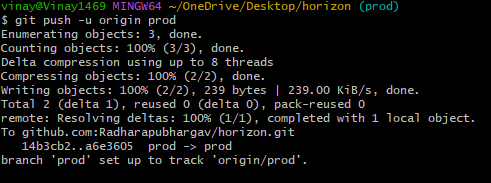 vinay@Vinay1469 MINGW64 ~/OneDrive/Desktop/horizon (prod)
$ git push -u origin prod
Enumerating objects: 3, done.
Counting objects: 100% (3/3), done.
Delta compression using up to 8 threads
Compressing objects: 100% (2/2), done.
Writing objects: 100% (2/2), 239 bytes | 239.00 KiB/s, done.
Total 2 (delta 1), reused 0 (delta 0), pack-reused 0
remote: Resolving deltas: 100% (1/1), completed with 1 local object.
To github.com:Radharapubhargav/horizon.git
   14b3cb2..a6e3605  prod -> prod
branch 'prod' set up to track 'origin/prod'.